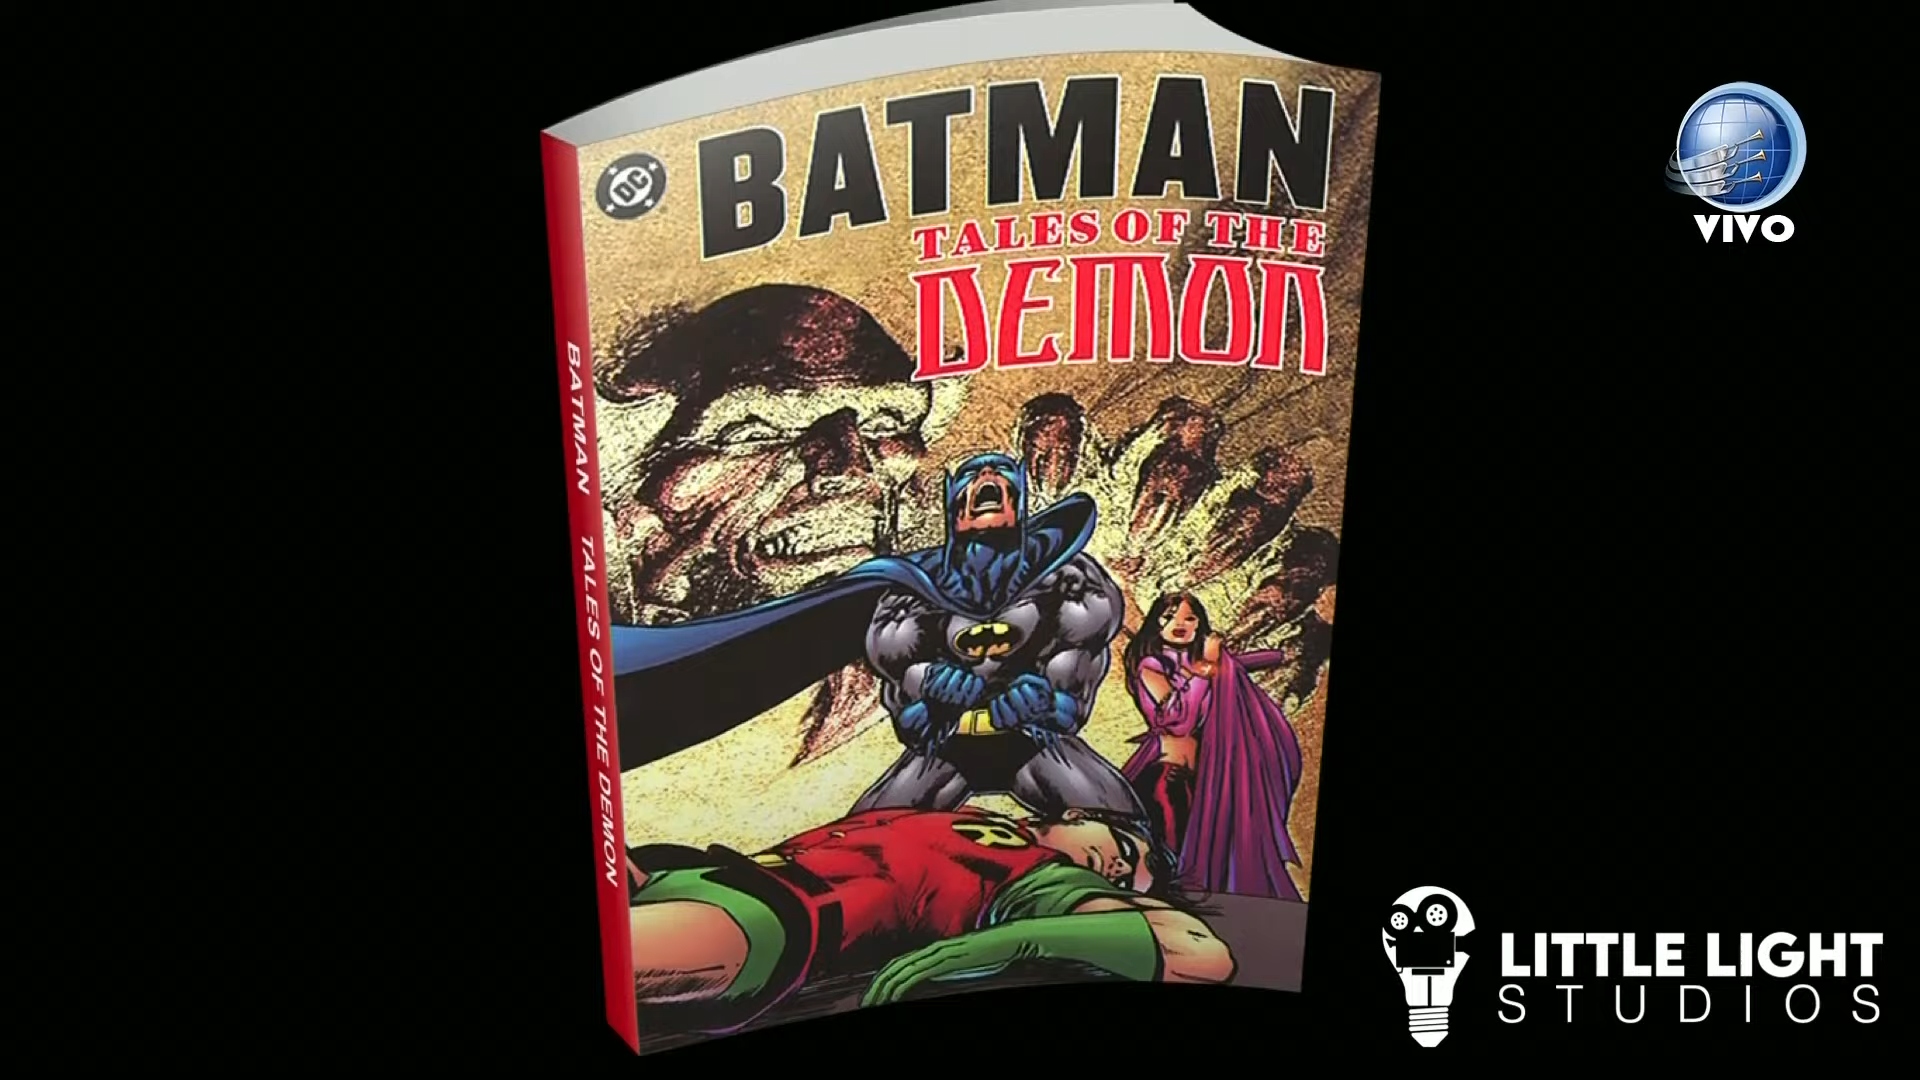 BATMAN
TALES OF THE
DEMON
DC
BATMAN TALES OF THE DEMON
R
VIVO
LITTLE LIGHT
STUDIOS